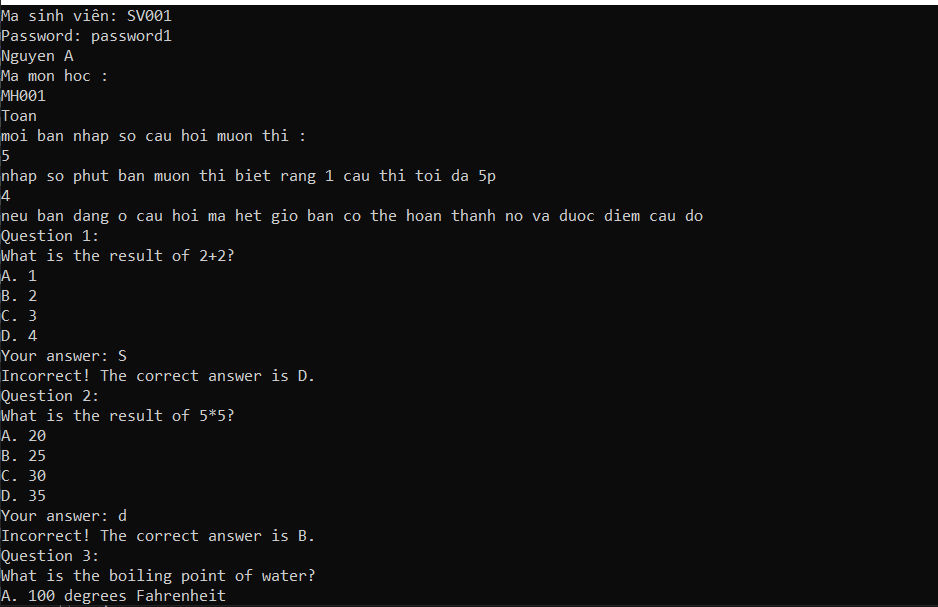 Ma sinh viên: SV001
Password: password1
Nguyen A
Ma mon hoc :
MH001
Toan
moi ban nhap so cau hoi muon thi :
5
nhap so phut ban muon thi biet rang 1 cau thi toi da 5p
4
neu ban dang o cau hoi ma het gio ban co the hoan thanh no va duoc diem cau do
Question 1:
What is the result of 2+2?
A. 1
B. 2
C. 3
D. 4
Your answer: S
Incorrect! The correct answer is D.
Question 2:
What is the result of 5*5?
A. 20
B. 25
C. 30
D. 35
Your answer: d
Incorrect! The correct answer is B.
Question 3:
What is the boiling point of water?
A. 100 degrees Fahrenheit